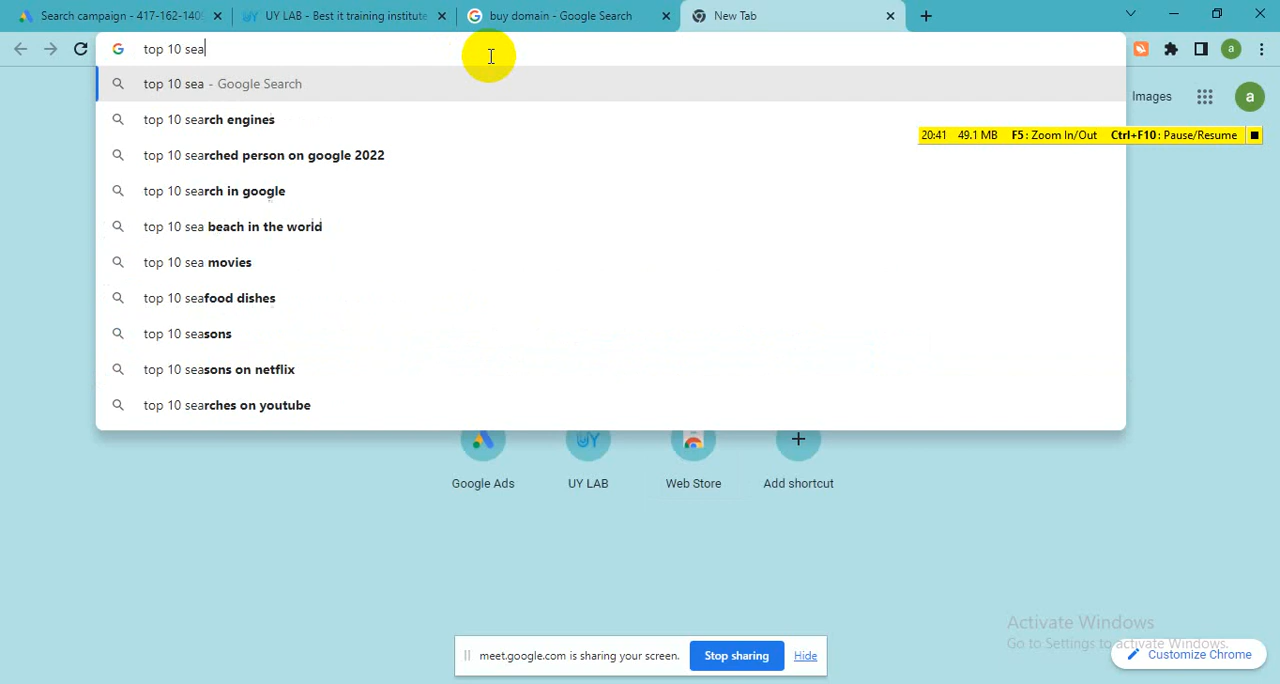 Search campaign - 417-162-140
UY LAB - Best it training institute
buy domain - Google Search
New Tab
top 10 sea
a
top 10 sea - Google Search
top 10 search engines
top 10 searched person on google 2022
top 10 search in google
top 10 sea beach in the world
top 10 sea movies
top 10 seafood dishes
top 10 seasons
top 10 seasons on netflix
top 10 searches on youtube
Images
a
20:41 49.1 MB F5: Zoom In/Out Ctrl+F10: Pause/Resume
UY
Google Ads
UY LAB
Web Store
Add shortcut
Activate Windows
Go to Settings to activate Windows.
Customize Chrome
meet.google.com is sharing your screen.
Stop sharing
Hide